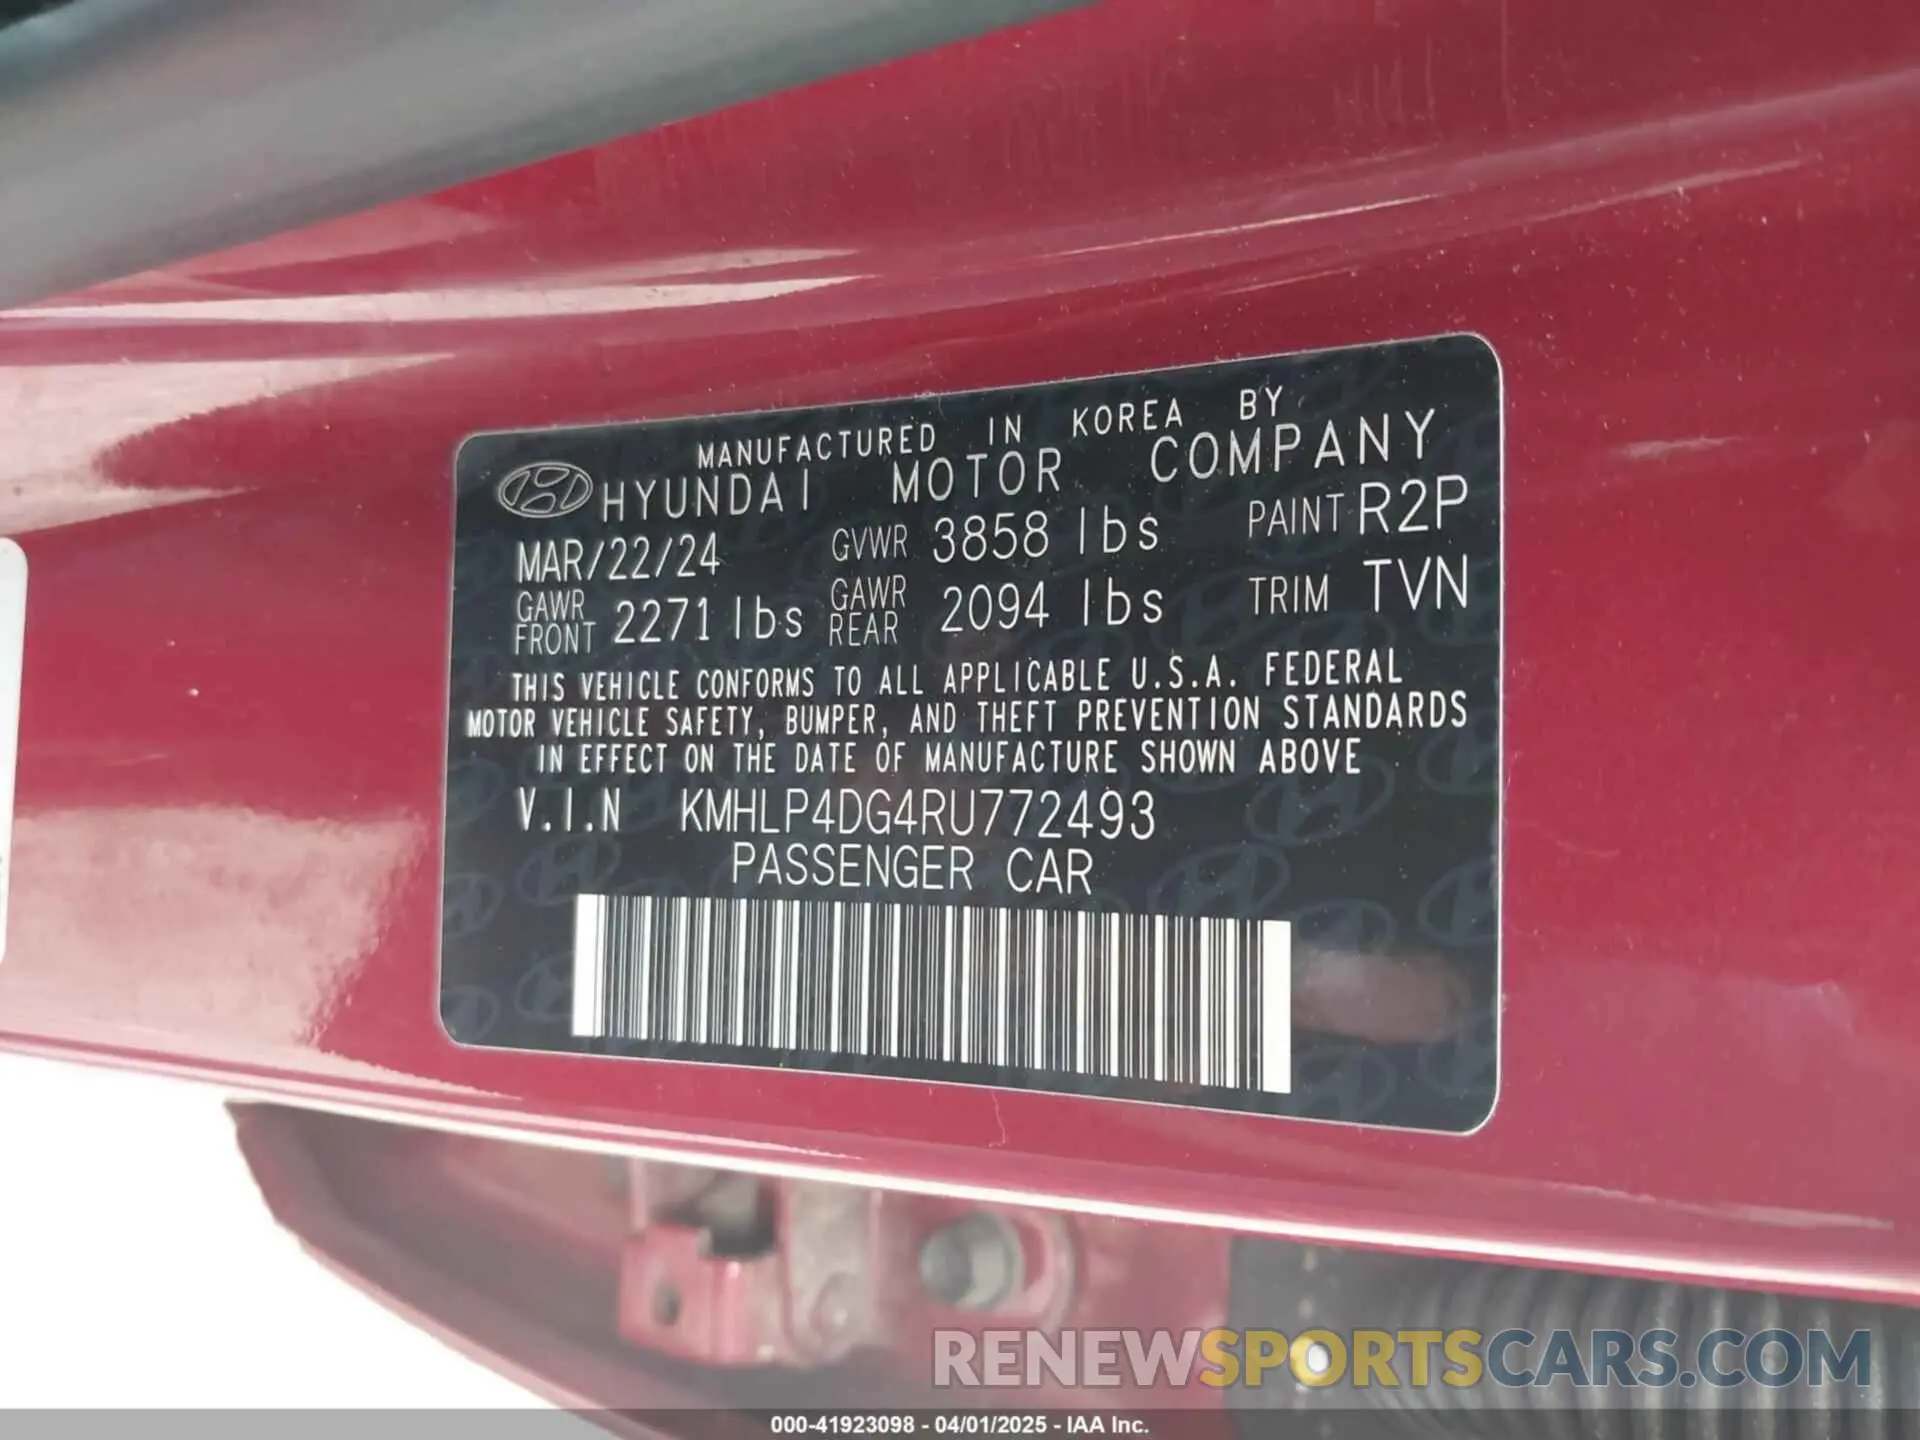 MANUFACTURED IN KOREA BY
HYUNDAI MOTOR COMPANY
MAR/22/24 GVWR 3858 lbs PAINT R2P
GAWR FRONT 2271 lbs GAWR REAR 2094 lbs TRIM TVN
THIS VEHICLE CONFORMS TO ALL APPLICABLE U.S.A. FEDERAL
MOTOR VEHICLE SAFETY, BUMPER, AND THEFT PREVENTION STANDARDS
IN EFFECT ON THE DATE OF MANUFACTURE SHOWN ABOVE
V.I.N KMHLP4DG4RU772493
PASSENGER CAR
RENEWSPORTSCARS.COM
000-41923098 - 04/01/2025 - IAA Inc.